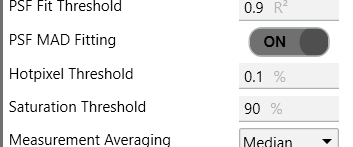 PSF Fit Threshold 0.9 R²
PSF MAD Fitting ON
Hotpixel Threshold 0.1 %
Saturation Threshold 90 %
Measurement Averaging Median